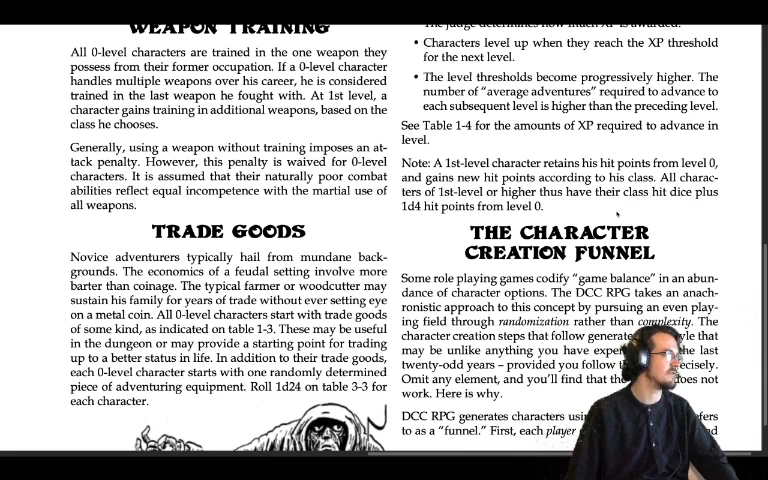 WEAPON TRAINING
All 0-level characters are trained in the one weapon they
possess from their former occupation. If a 0-level character
handles multiple weapons over his career, he is considered
trained in the last weapon he fought with. At 1st level, a
character gains training in additional weapons, based on the
class he chooses.
Generally, using a weapon without training imposes an at-
tack penalty. However, this penalty is waived for 0-level
characters. It is assumed that their naturally poor combat
abilities reflect equal incompetence with the martial use of
all weapons.
TRADE GOODS
Novice adventurers typically hail from mundane back-
grounds. The economics of a feudal setting involve more
barter than coinage. The typical farmer or woodcutter may
sustain his family for years of trade without ever setting eye
on a metal coin. All 0-level characters start with trade goods
of some kind, as indicated on table 1-3. These may be useful
in the dungeon or may provide a starting point for trading
up to a better status in life. In addition to their trade goods,
each 0-level character starts with one randomly determined
piece of adventuring equipment. Roll 1d24 on table 3-3 for
each character.
The judge determines how much XP is awarded.
• Characters level up when they reach the XP threshold
for the next level.
• The level thresholds become progressively higher. The
number of “average adventures” required to advance to
each subsequent level is higher than the preceding level.
See Table 1-4 for the amounts of XP required to advance in
level.
Note: A 1st-level character retains his hit points from level 0,
and gains new hit points according to his class. All charac-
ters of 1st-level or higher thus have their class hit dice plus
1d4 hit points from level 0.
THE CHARACTER
CREATION FUNNEL
Some role playing games codify “game balance” in an abun-
dance of character options. The DCC RPG takes an anach-
ronistic approach to this concept by pursuing an even play-
ing field through randomization rather than complexity. The
character creation steps that follow generate
may be unlike anything you have the last
twenty-odd years – provided you follow
Omit any element, and you’ll find that the does not
work. Here is why.
DCC RPG generates characters
to as a “funnel.” First, each player